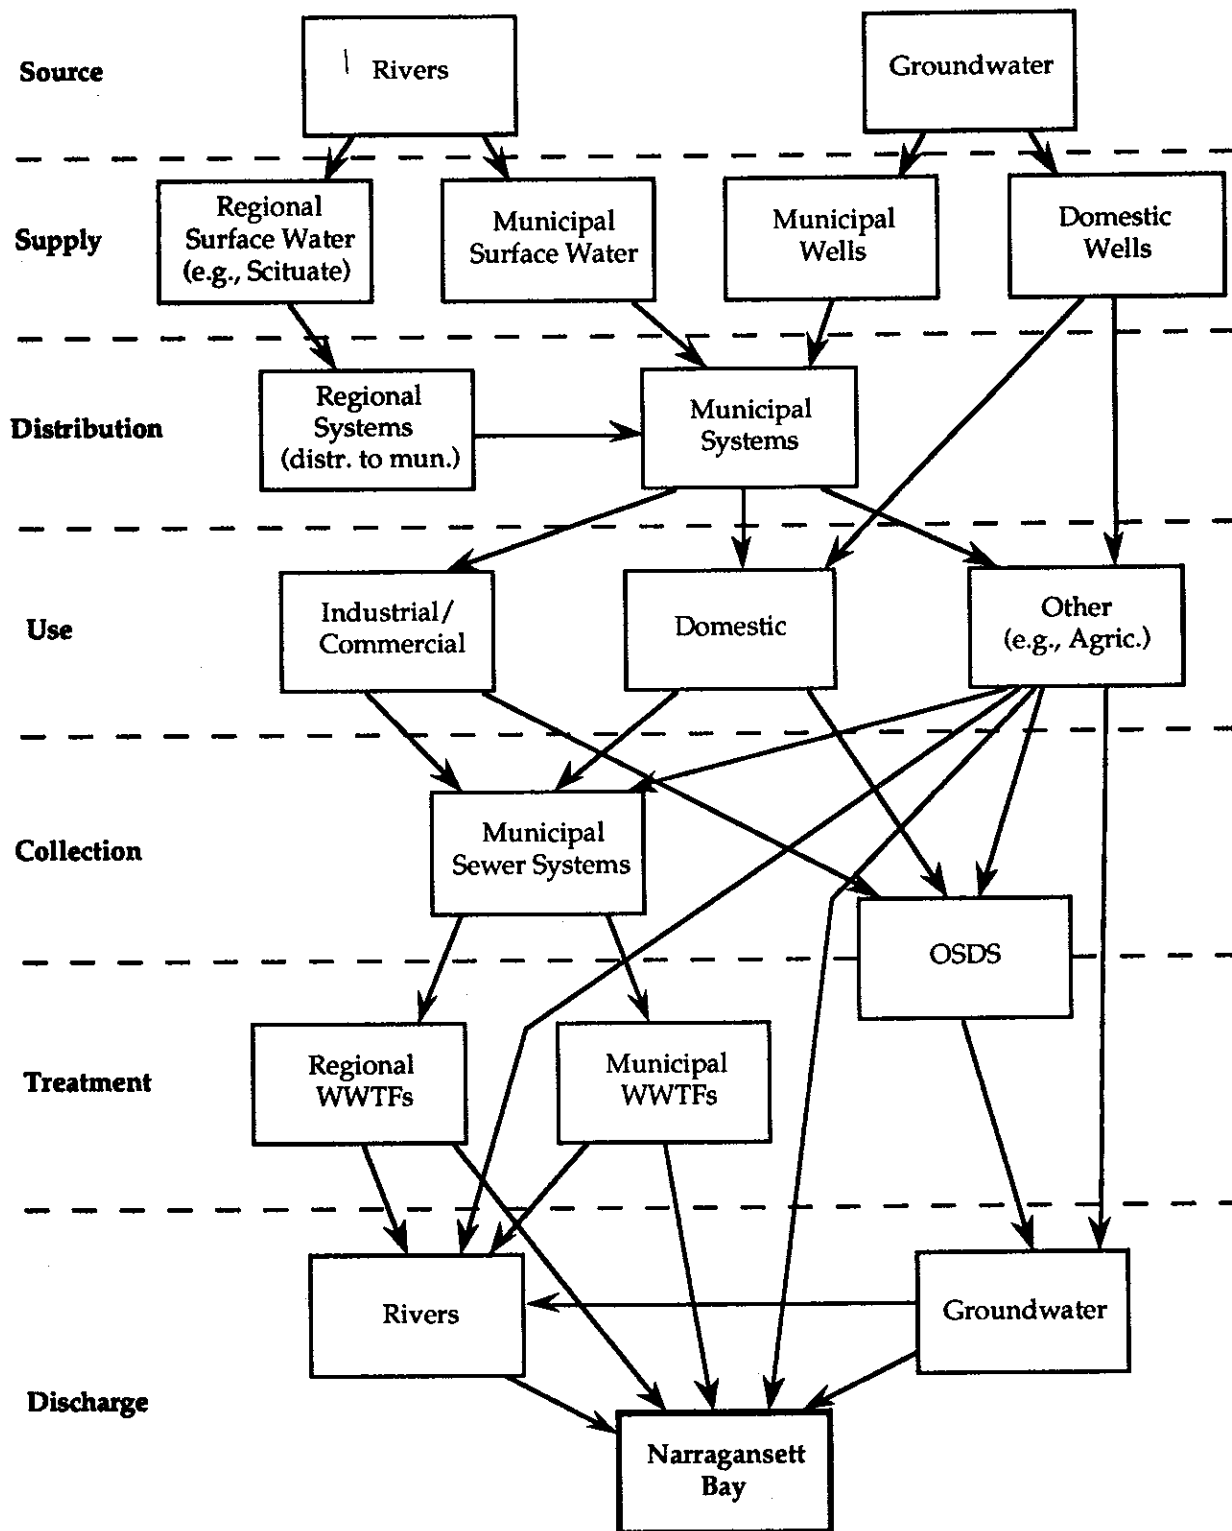 Source
Rivers
Groundwater
Supply
Regional
Surface Water
(e.g., Scituate)
Municipal
Surface Water
Municipal
Wells
Domestic
Wells
Distribution
Regional
Systems
(distr. to mun.)
Municipal
Systems
Use
Industrial/
Commercial
Domestic
Other
(e.g., Agric.)
Collection
Municipal
Sewer Systems
OSDS
Treatment
Regional
WWTFs
Municipal
WWTFs
Discharge
Rivers
Groundwater
Narragansett
Bay